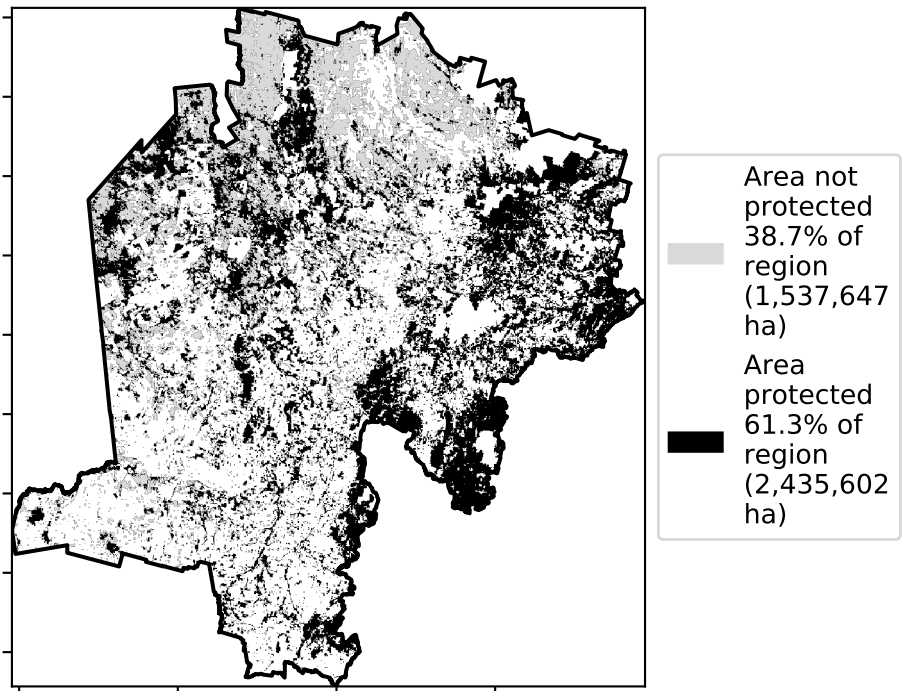 Area not
protected
38.7% of
region
(1,537,647
ha)
Area
protected
61.3% of
region
(2,435,602
ha)